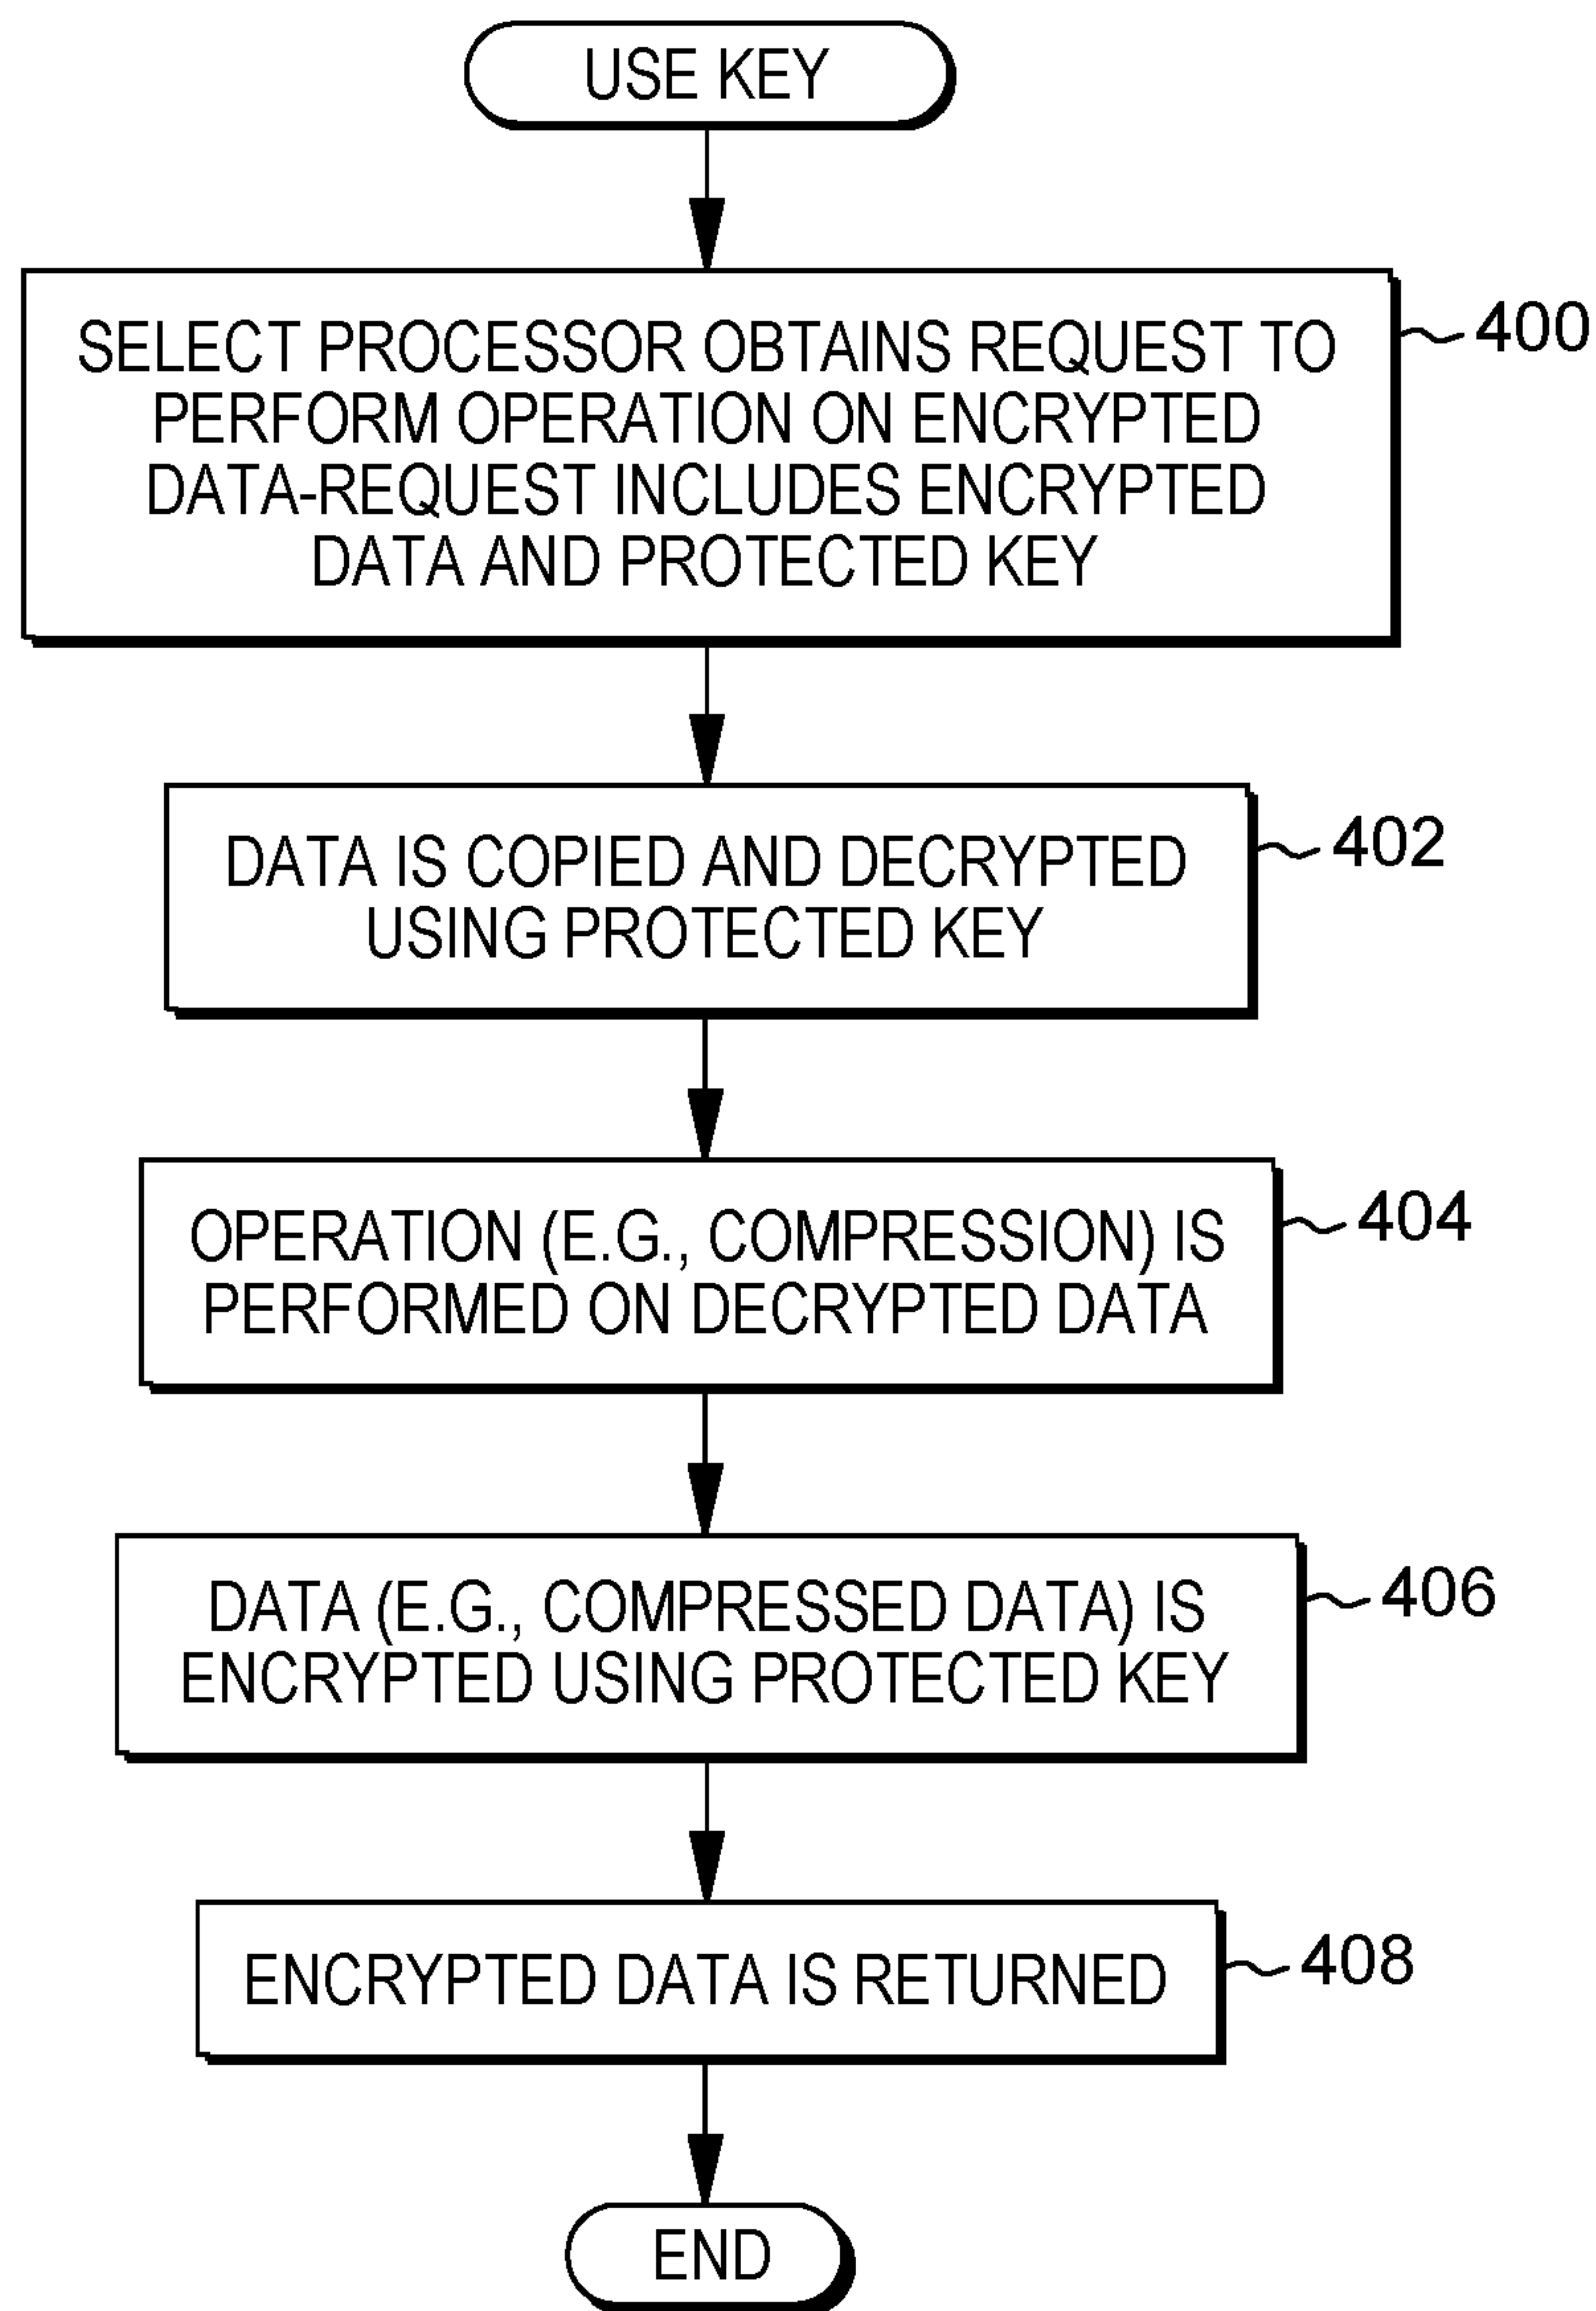 USE KEY
SELECT PROCESSOR OBTAINS REQUEST TO
PERFORM OPERATION ON ENCRYPTED
DATA-REQUEST INCLUDES ENCRYPTED
DATA AND PROTECTED KEY
400
DATA IS COPIED AND DECRYPTED
USING PROTECTED KEY
402
OPERATION (E.G., COMPRESSION) IS
PERFORMED ON DECRYPTED DATA
404
DATA (E.G., COMPRESSED DATA) IS
ENCRYPTED USING PROTECTED KEY
406
ENCRYPTED DATA IS RETURNED
408
END